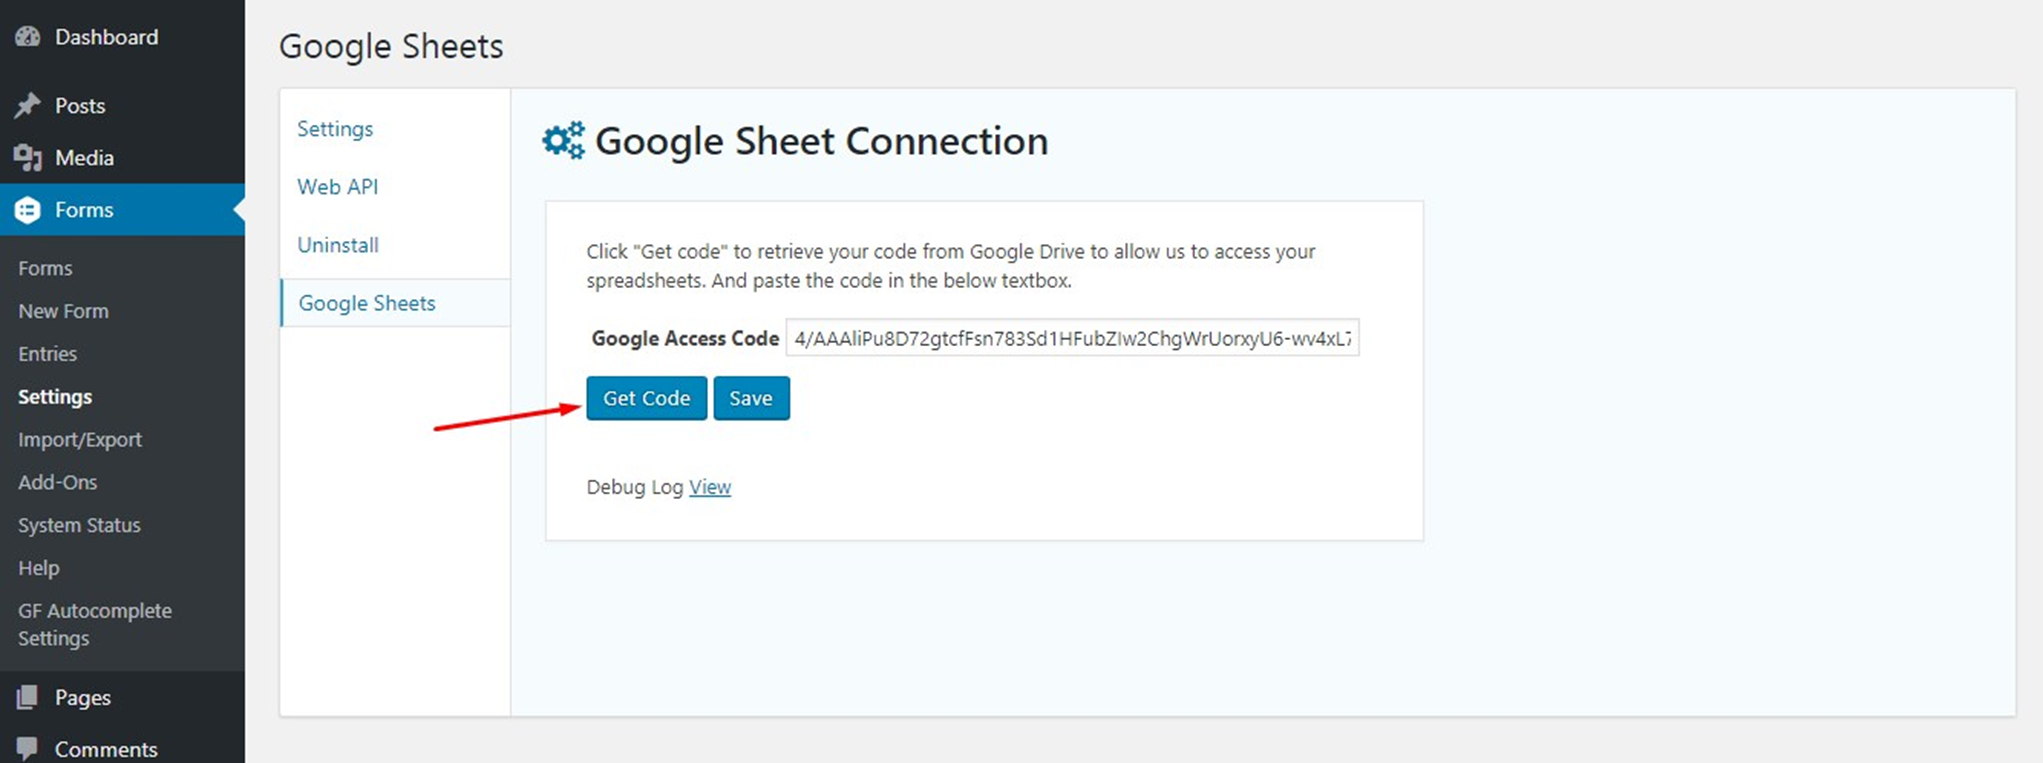 Dashboard
Posts
Media
Forms
Forms
New Form
Entries
Settings
Import/Export
Add-Ons
System Status
Help
GF Autocomplete
Settings
Pages
Comments
Google Sheets
Settings
Web API
Uninstall
Google Sheets
Google Sheet Connection
Click "Get code" to retrieve your code from Google Drive to allow us to access your
spreadsheets. And paste the code in the below textbox.
Google Access Code 4/AAAliPu8D72gtcfFsn783Sd1HFubZIw2ChgWrUorxyU6-wv4xL7
Get Code Save
Debug Log View